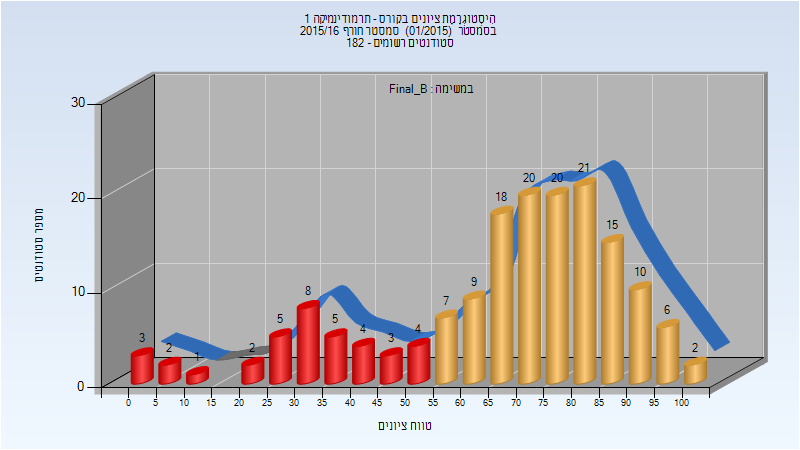 היסטוגרמת ציונים בקורס - תרמודינמיקה 1
בסמסטר (01/2015) סמסטר חורף 2015/16
סטודנטים רשומים - 182
במשימה : Final_B
מספר סטודנטים
30
20
10
0
3 2 1 2 5 8 5 4 3 4 7 9 18 20 20 21 15 10 6 2
0 5 10 15 20 25 30 35 40 45 50 55 60 65 70 75 80 85 90 95 100
טווח ציונים